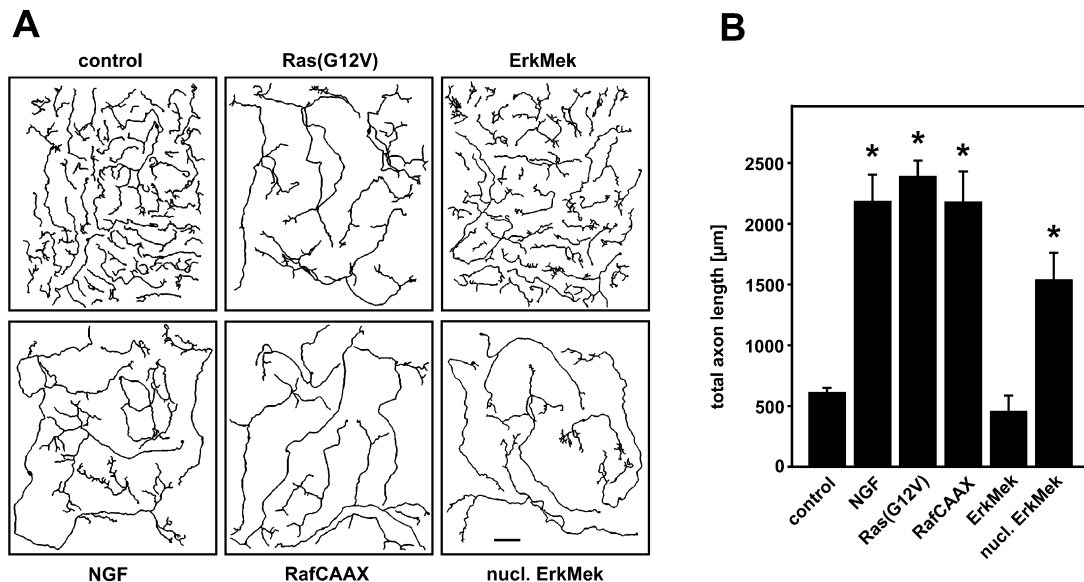 A
control
Ras(G12V)
ErkMek
NGF
RafCAAX
nucl. ErkMek
B
total axon length [µm]
2500
2000
1500
1000
500
0
*
*
*
*
control
NGF
Ras(G12V)
RafCAAX
ErkMek
nucl. ErkMek